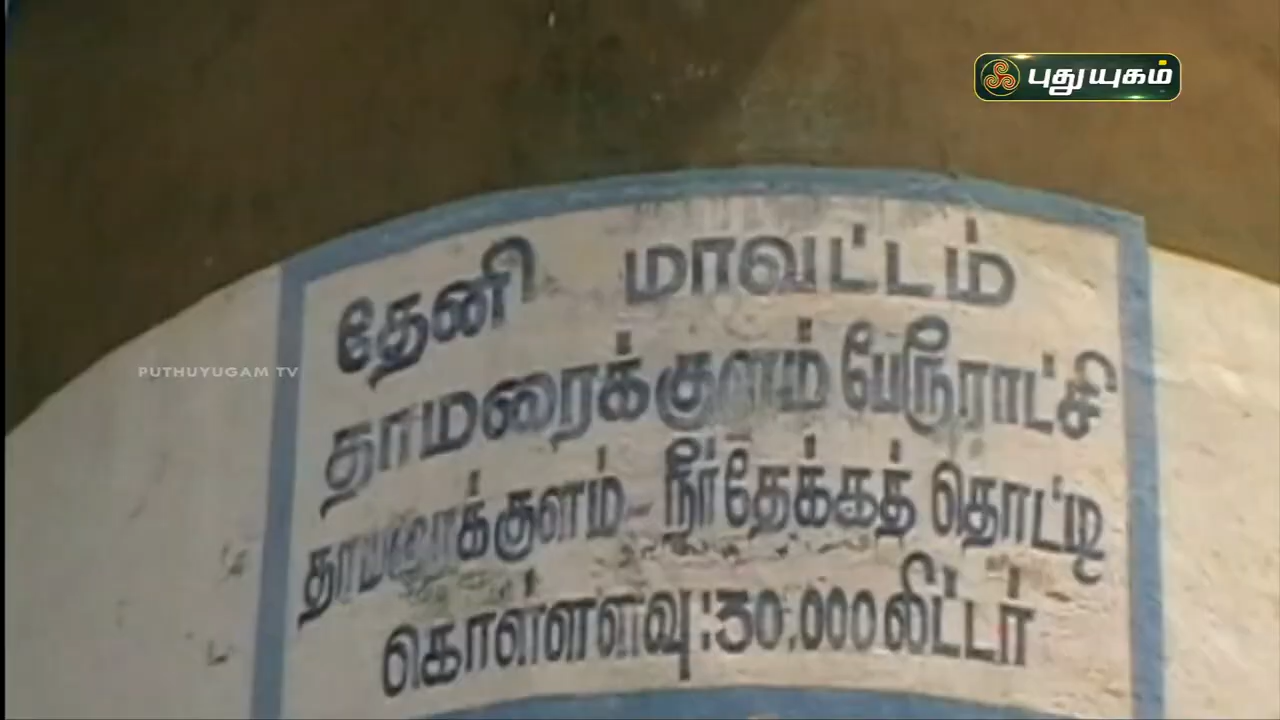 புதுயுகம்
PUTHUYUGAM TV
தேனி மாவட்டம்
தாமரைக்குளம் பேரூராட்சி
தாமரைக்குளம் நீர்தேக்கத் தொட்டி
கொள்ளளவு:30,000லிட்டர்